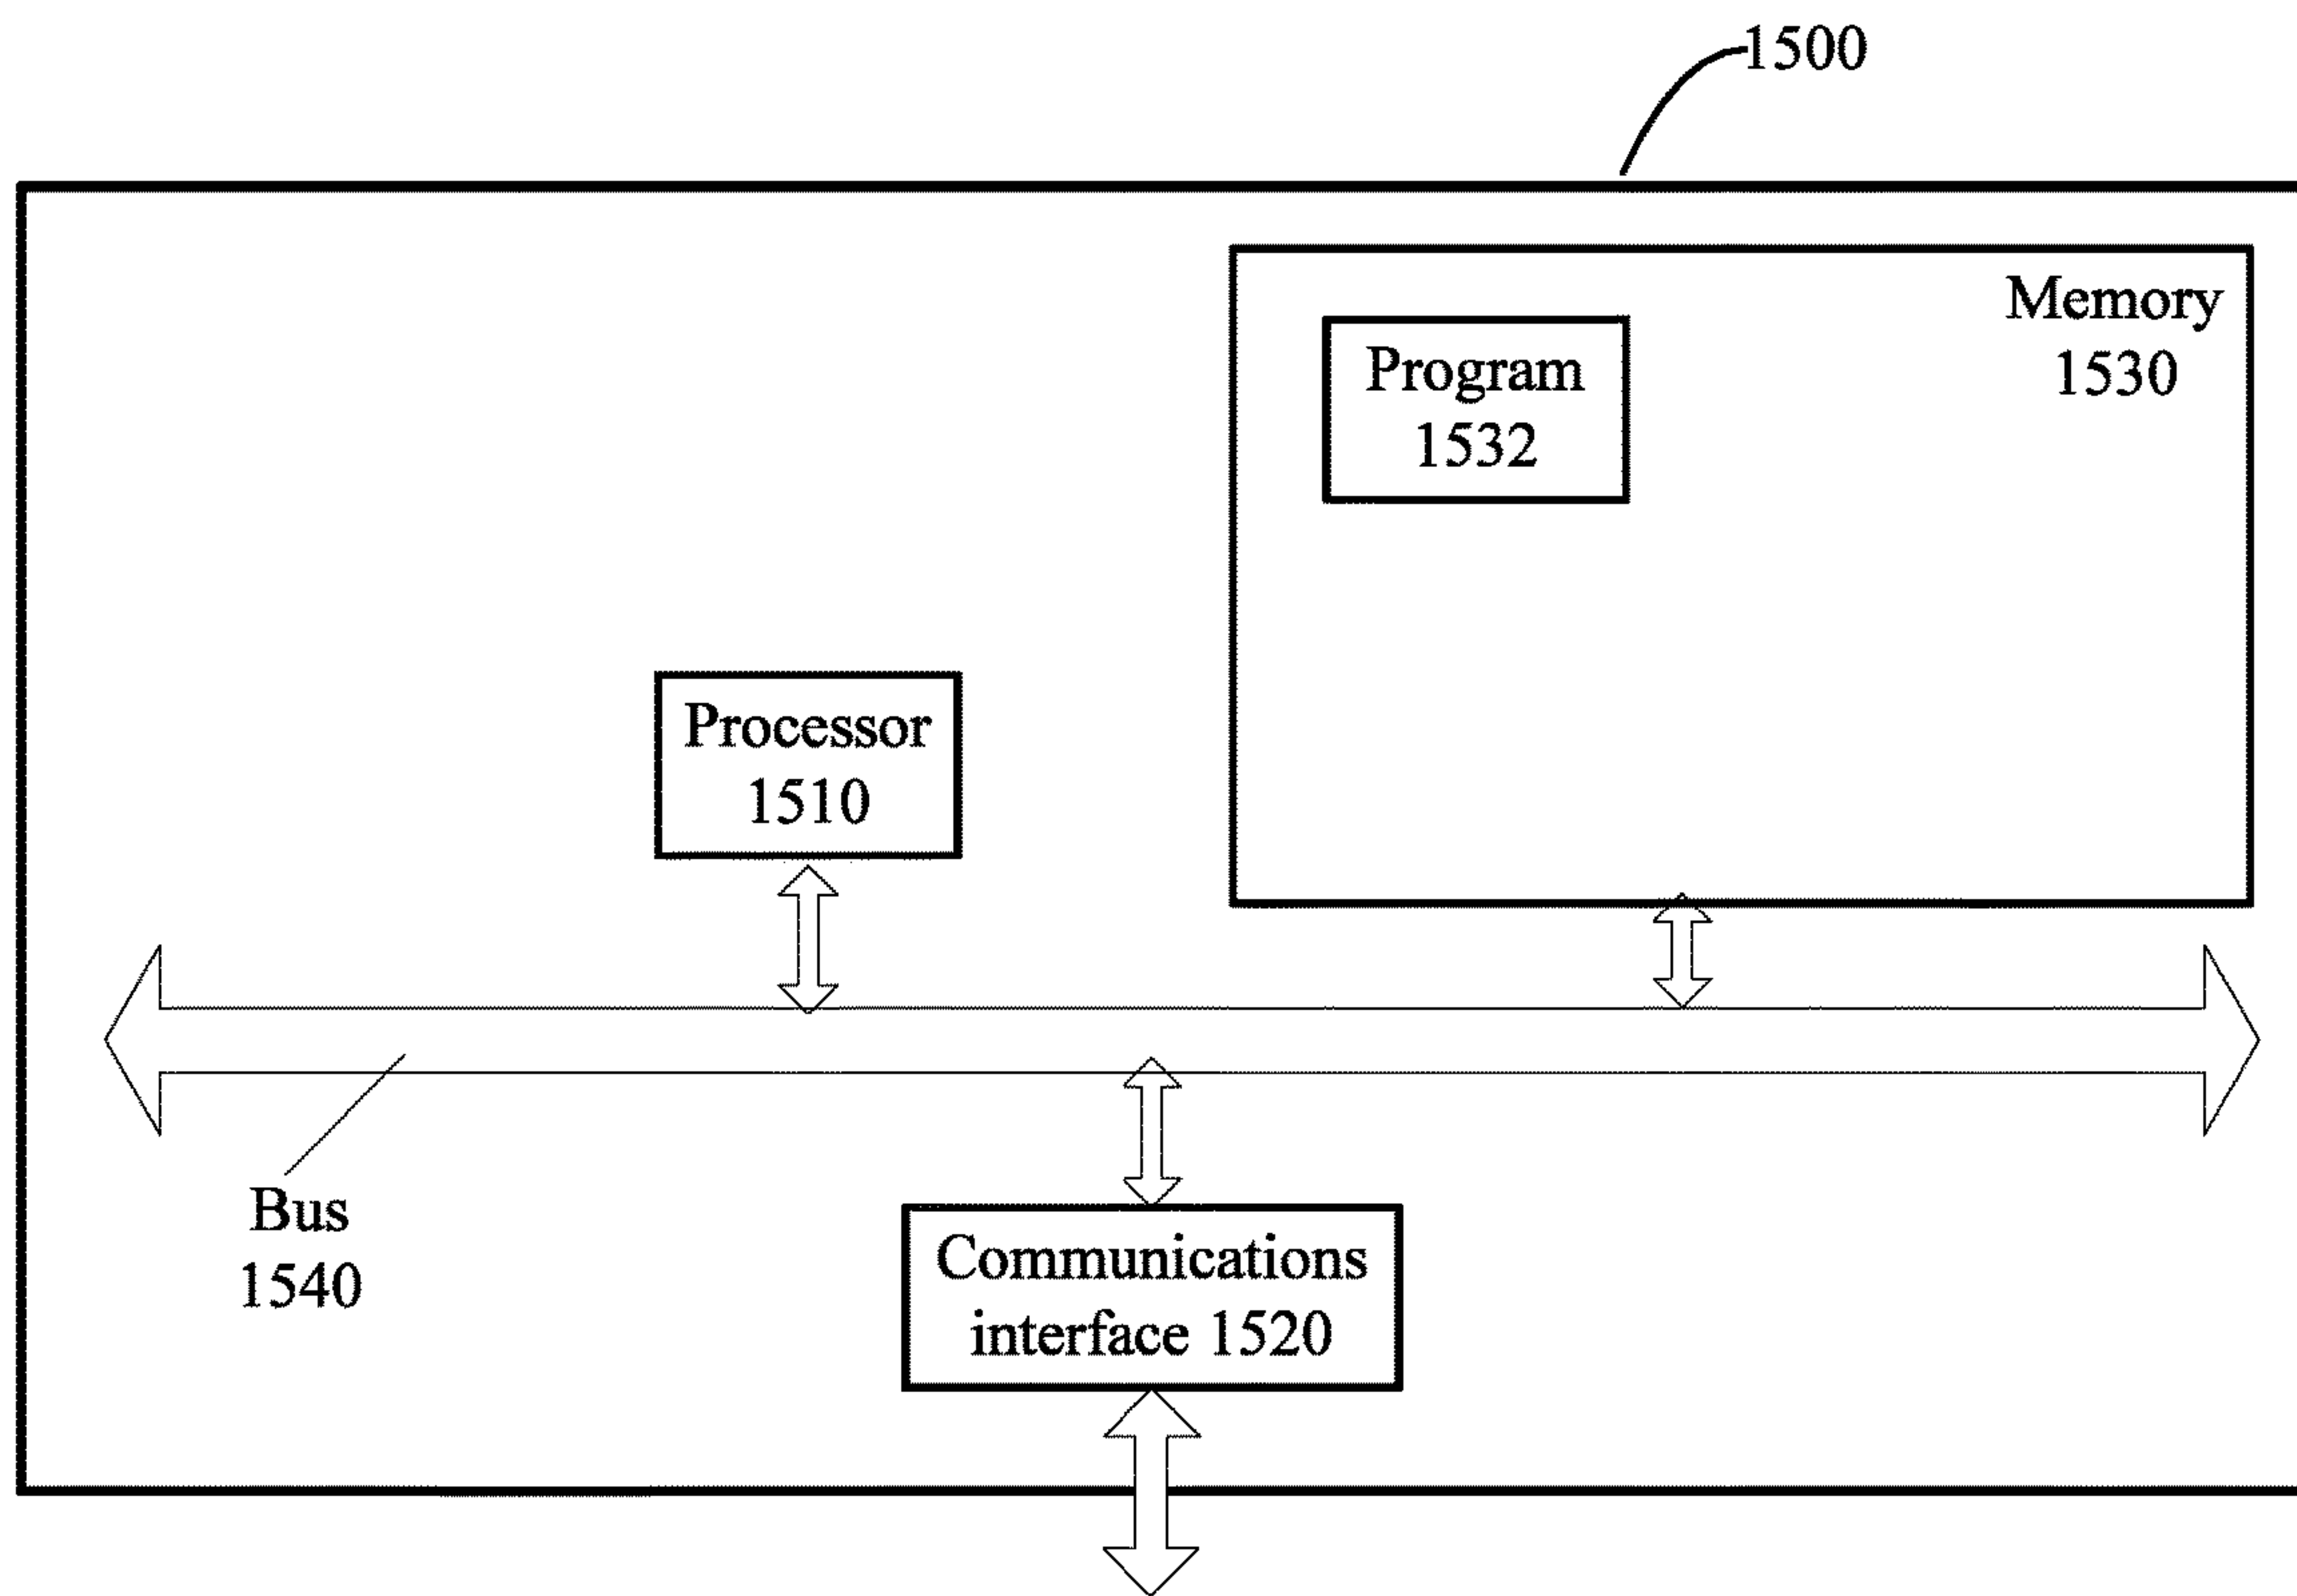 1500
Memory
1530
Program
1532
Processor
1510
Bus
1540
Communications
interface 1520